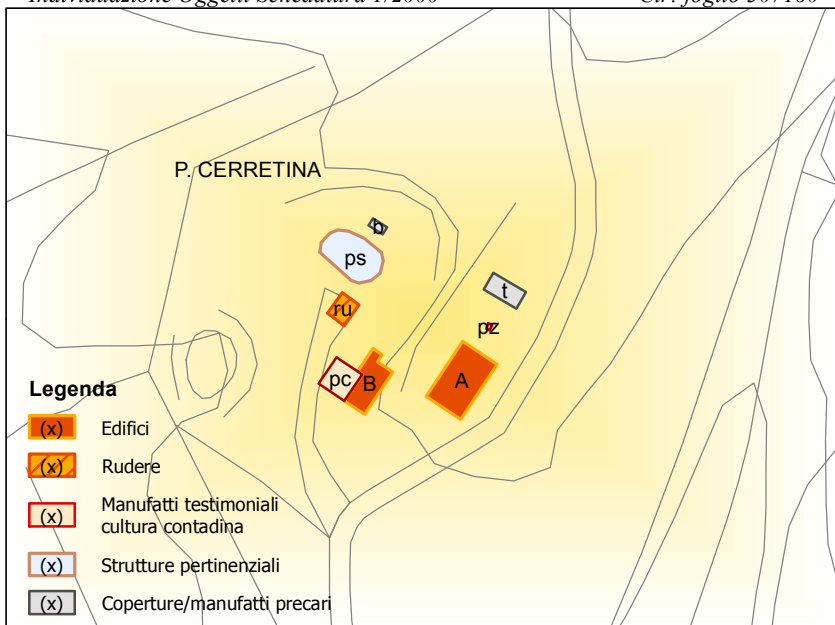 P. CERRETINA
p
ps
t
ru
pz
pc
B
A
Legenda
(x) Edifici
(x) Rudere
(x) Manufatti testimoniali
cultura contadina
(x) Strutture pertinenziali
(x) Coperture/manufatti precari